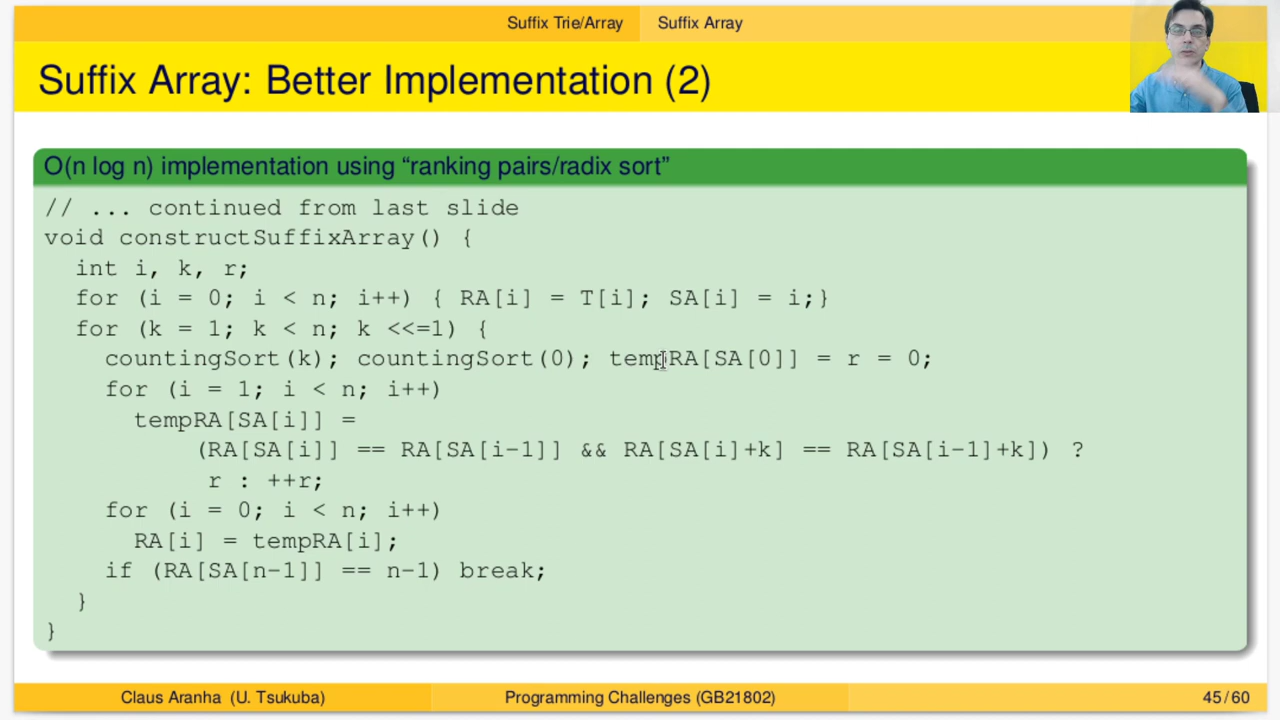 Suffix Trie/Array Suffix Array
Suffix Array: Better Implementation (2)
O(n log n) implementation using “ranking pairs/radix sort”
// ... continued from last slide
void constructSuffixArray() {
  int i, k, r;
  for (i = 0; i < n; i++) { RA[i] = T[i]; SA[i] = i;}
  for (k = 1; k < n; k <<=1) {
    countingSort(k); countingSort(0); tempRA[SA[0]] = r = 0;
    for (i = 1; i < n; i++)
      tempRA[SA[i]] =
          (RA[SA[i]] == RA[SA[i-1]] && RA[SA[i]+k] == RA[SA[i-1]+k]) ?
           r : ++r;
    for (i = 0; i < n; i++)
      RA[i] = tempRA[i];
    if (RA[SA[n-1]] == n-1) break;
  }
}
Claus Aranha (U. Tsukuba) Programming Challenges (GB21802) 45/60